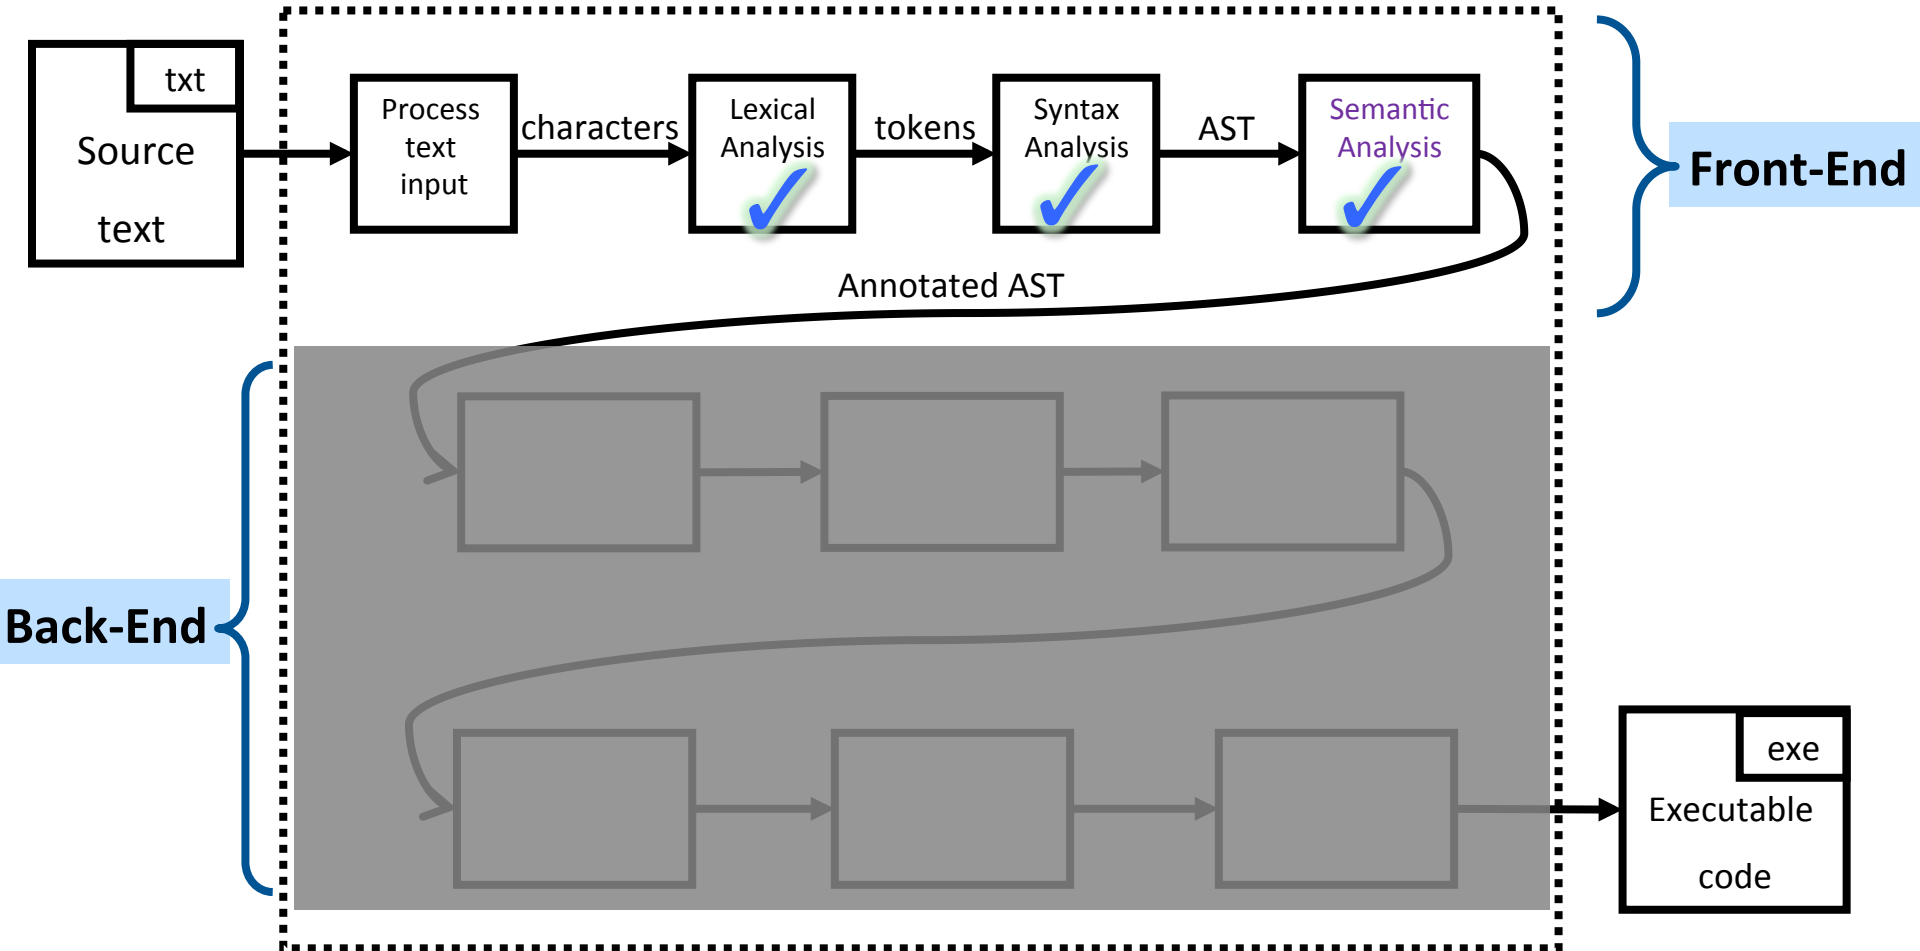 txt
Source
text
Process
text
input
characters
Lexical
Analysis
tokens
Syntax
Analysis
AST
Semantic
Analysis
Front-End
Annotated AST
Back-End
exe
Executable
code